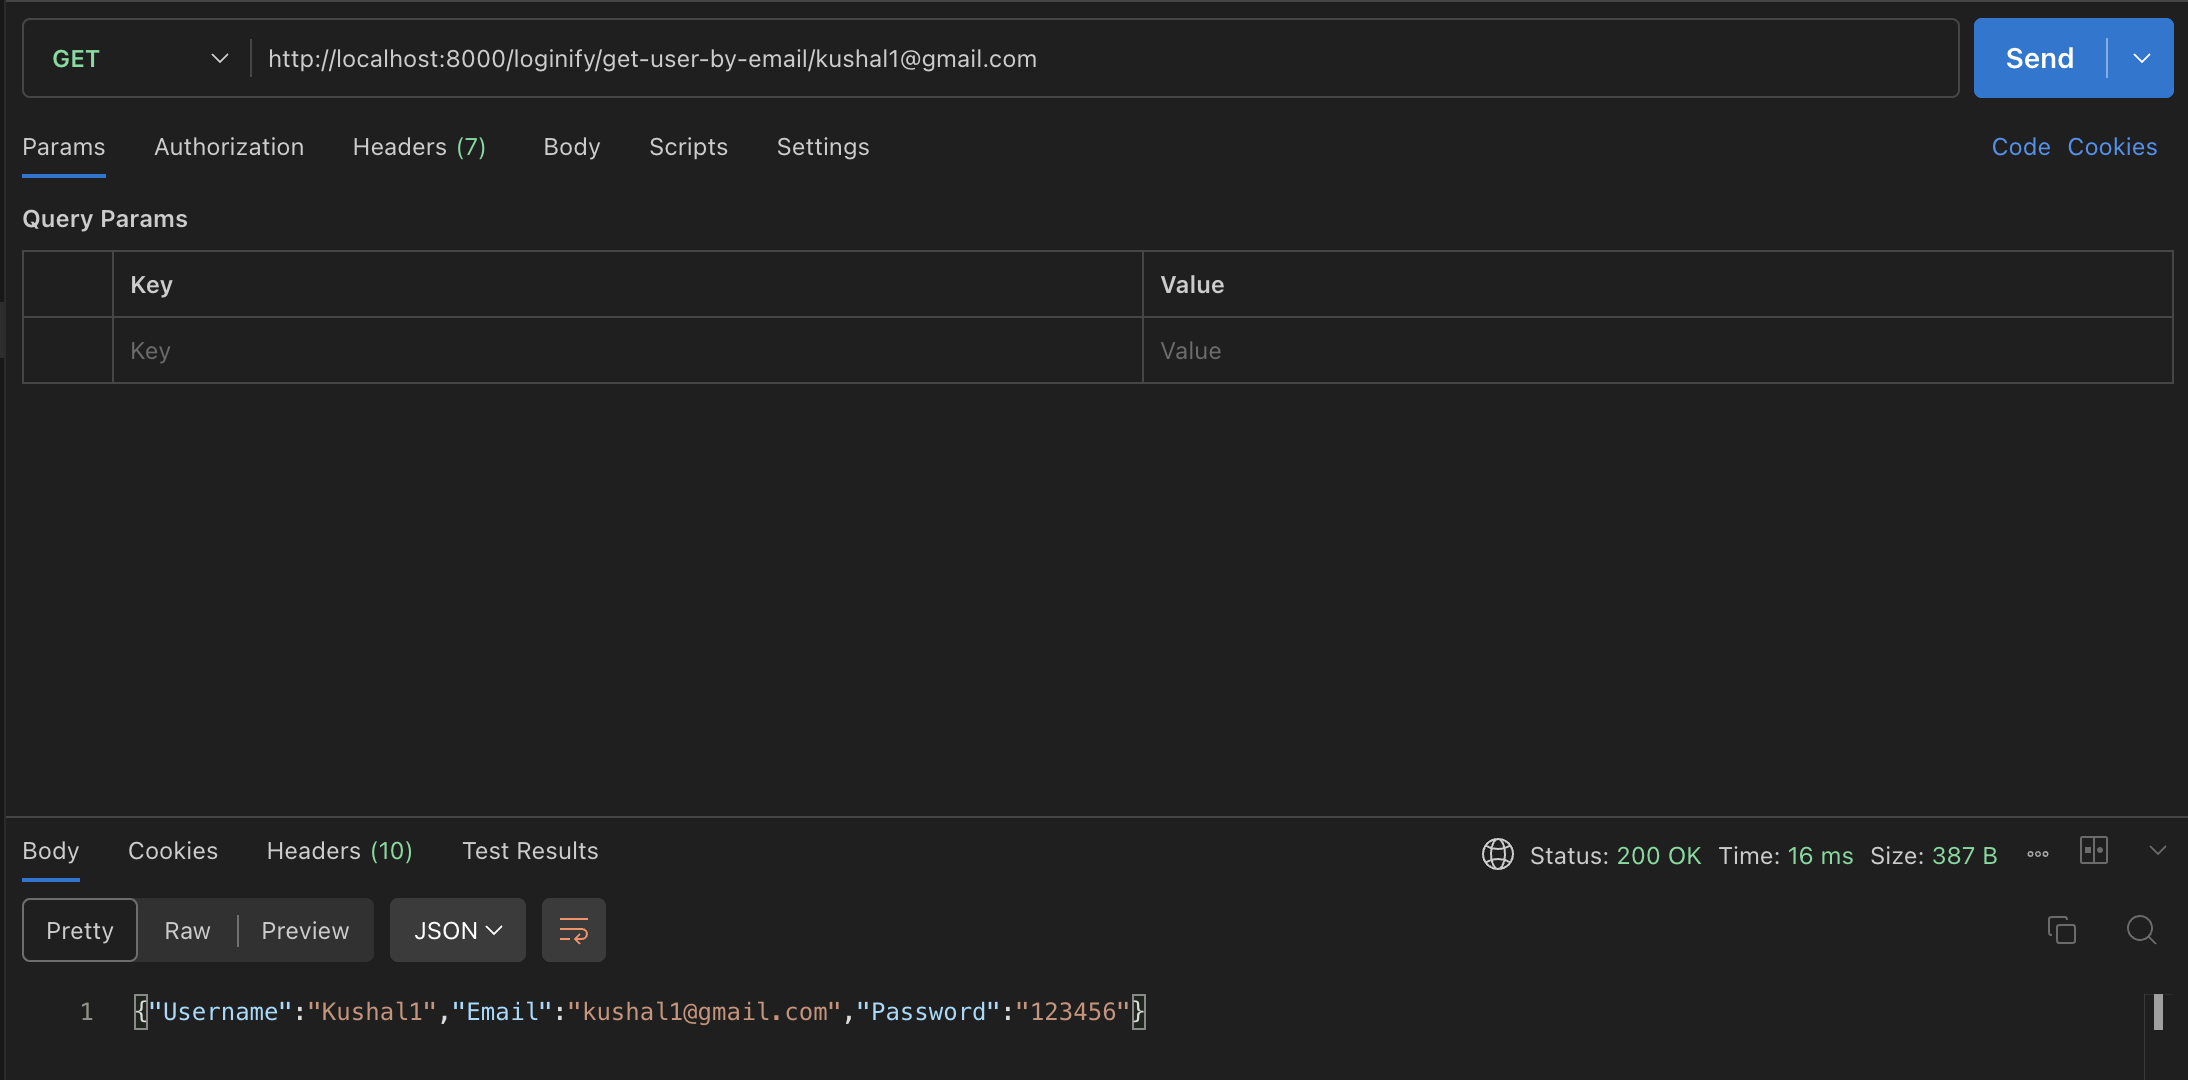 GET http://localhost:8000/loginify/get-user-by-email/kushal1@gmail.com Send
Params Authorization Headers (7) Body Scripts Settings Code Cookies
Query Params
Key Value
Key Value
Body Cookies Headers (10) Test Results Status: 200 OK Time: 16 ms Size: 387 B
Pretty Raw Preview JSON
1 {"Username":"Kushal1","Email":"kushal1@gmail.com","Password":"123456"}